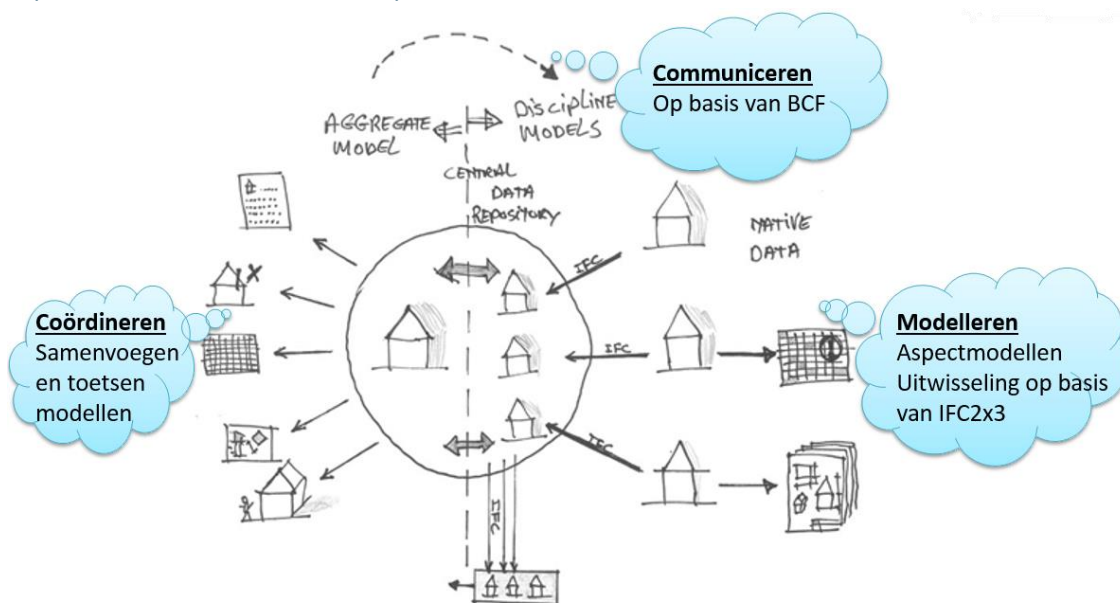 Communiceren
Op basis van BCF
AGGREGATE
MODEL
DISCIPLINE
MODELS
CENTRAL
DATA
REPOSITORY
NATIVE
DATA
IFC
IFC
IFC
Coördineren
Samenvoegen
en toetsen
modellen
Modelleren
Aspectmodellen
Uitwisseling op basis
van IFC2x3
IFC